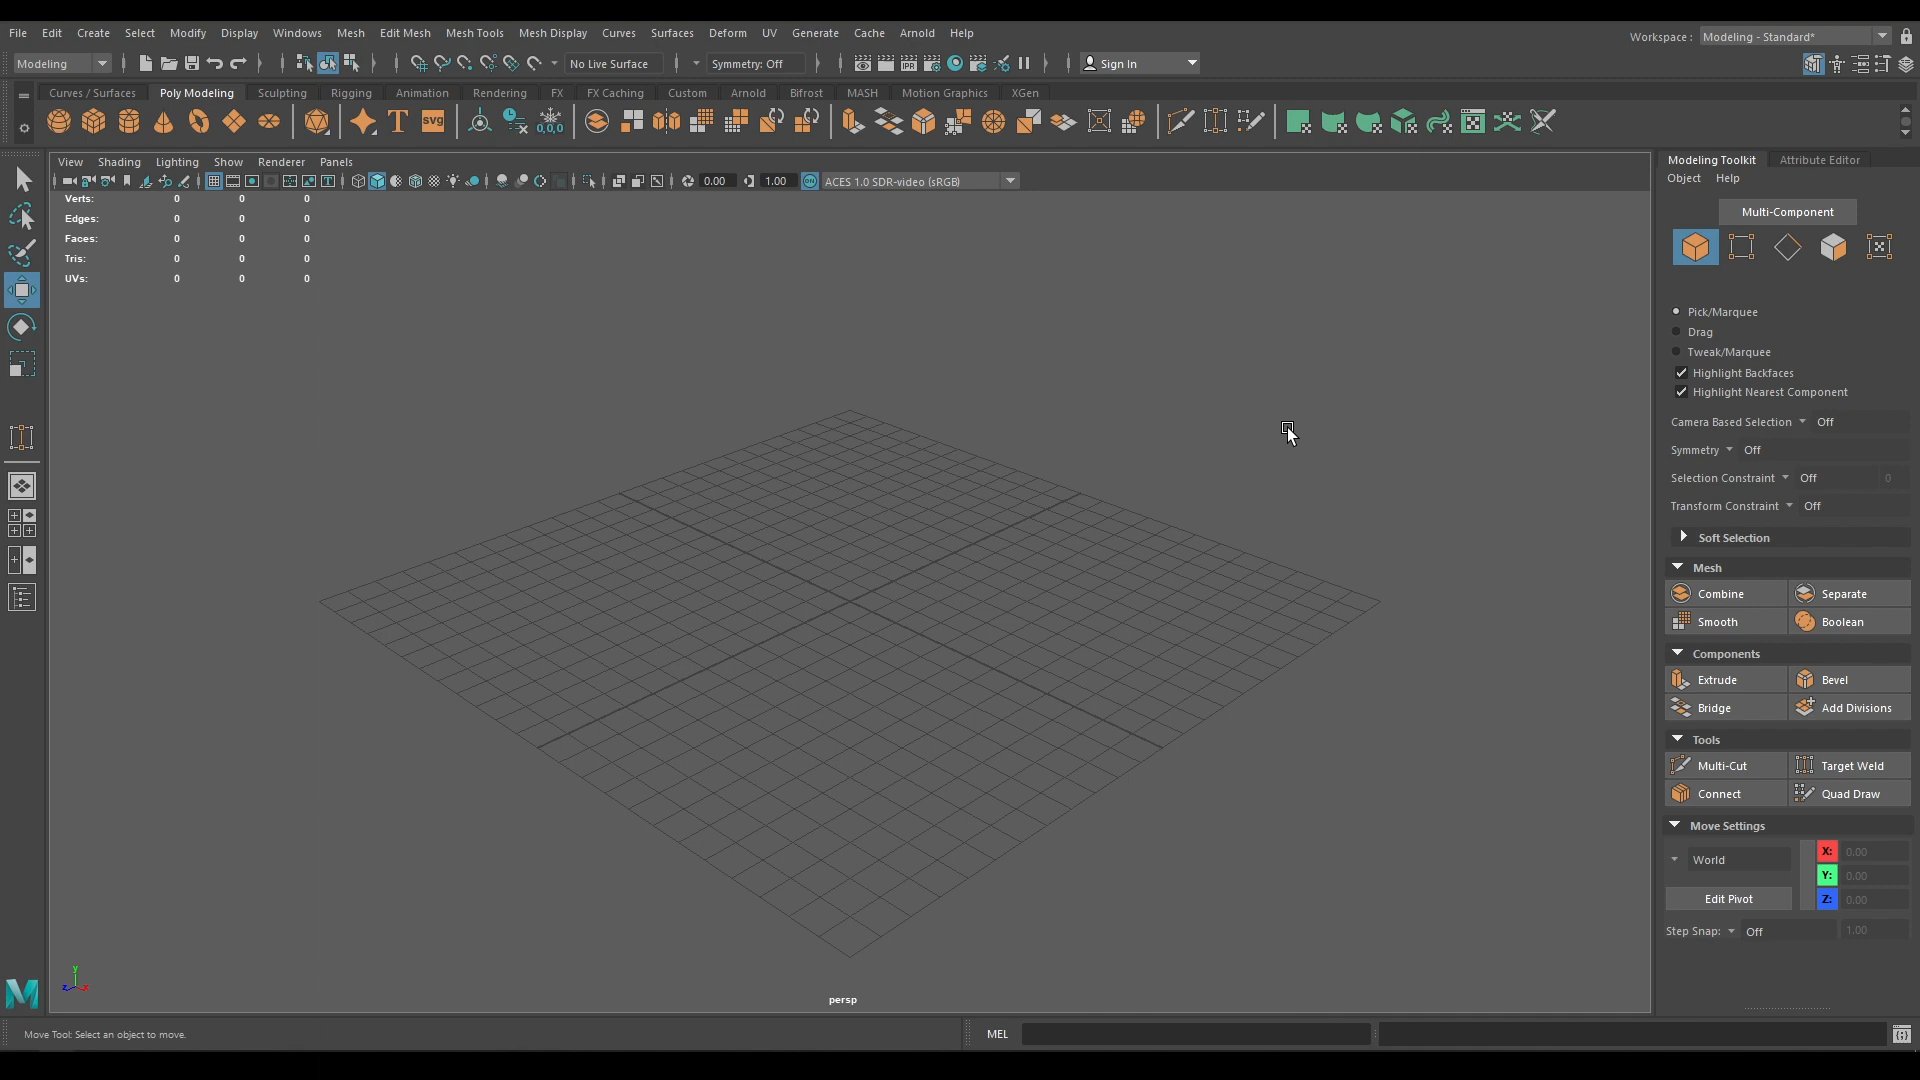 File Edit Create Select Modify Display Windows Mesh Edit Mesh Mesh Tools Mesh Display Curves Surfaces Deform UV Generate Cache Arnold Help
Workspace : Modeling - Standard*
Modeling No Live Surface Symmetry: Off IPR Sign In
Curves / Surfaces Poly Modeling Sculpting Rigging Animation Rendering FX FX Caching Custom Arnold Bifrost MASH Motion Graphics XGen
T svg 0,0,0
View Shading Lighting Show Renderer Panels
0.00 1.00 ON ACES 1.0 SDR-video (sRGB)
Verts: 0 0 0
Edges: 0 0 0
Faces: 0 0 0
Tris: 0 0 0
UVs: 0 0 0
y
z x
persp
Modeling Toolkit Attribute Editor
Object Help
Multi-Component
Pick/Marquee
Drag
Tweak/Marquee
Highlight Backfaces
Highlight Nearest Component
Camera Based Selection Off
Symmetry Off
Selection Constraint Off 0
Transform Constraint Off
Soft Selection
Mesh
Combine Separate
Smooth Boolean
Components
Extrude Bevel
Bridge Add Divisions
Tools
Multi-Cut Target Weld
Connect Quad Draw
Move Settings
World
X: 0.00
Y: 0.00
Z: 0.00
Edit Pivot
Step Snap: Off 1.00
M
Move Tool: Select an object to move.
MEL